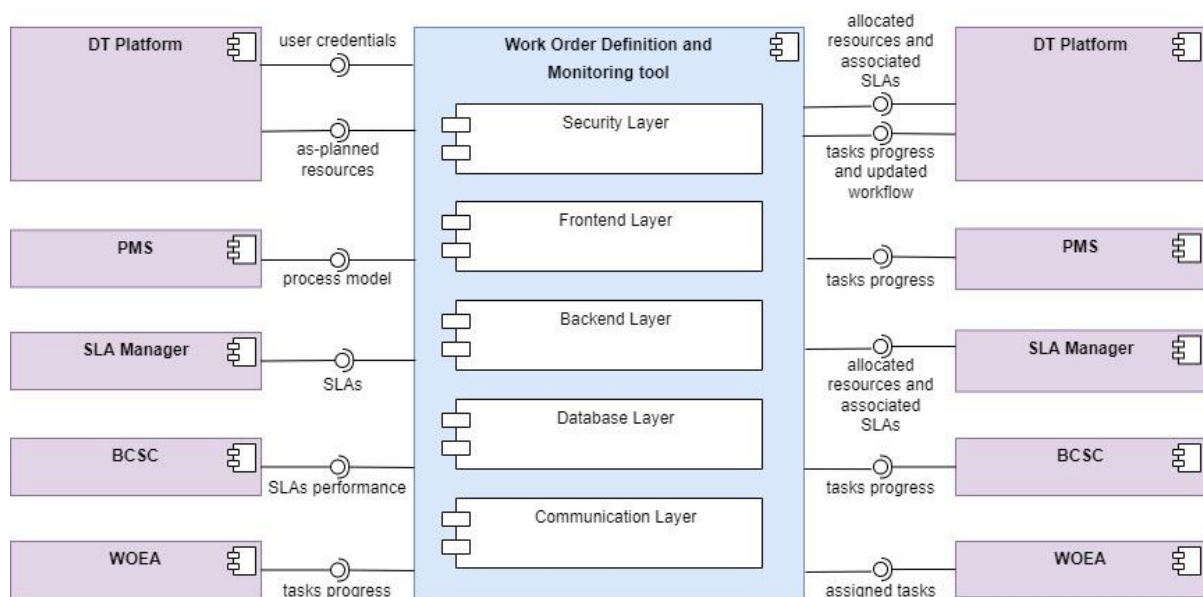 DT Platform
user credentials
as-planned
resources
PMS
process model
SLA Manager
SLAs
BCSC
SLAs performance
WOEA
tasks progress
Work Order Definition and
Monitoring tool
Security Layer
Frontend Layer
Backend Layer
Database Layer
Communication Layer
allocated
resources and
associated
SLAs
DT Platform
tasks progress
and updated
workflow
PMS
tasks progress
SLA Manager
allocated
resources and
associated
SLAs
BCSC
tasks progress
WOEA
assigned tasks